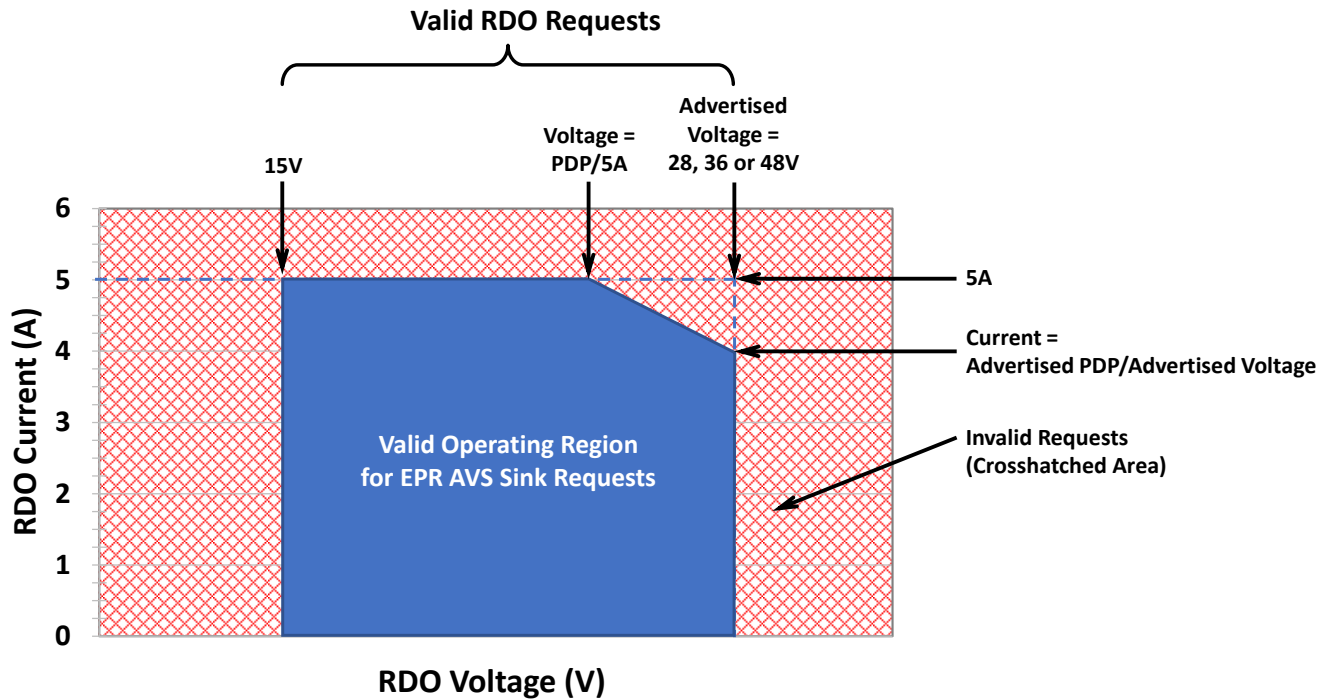 Valid RDO Requests
Advertised
Voltage =
28, 36 or 48V
Voltage =
PDP/5A
15V
6
5
4
3
2
1
0
RDO Current (A)
5A
Current =
Advertised PDP/Advertised Voltage
Invalid Requests
(Crosshatched Area)
Valid Operating Region
for EPR AVS Sink Requests
RDO Voltage (V)